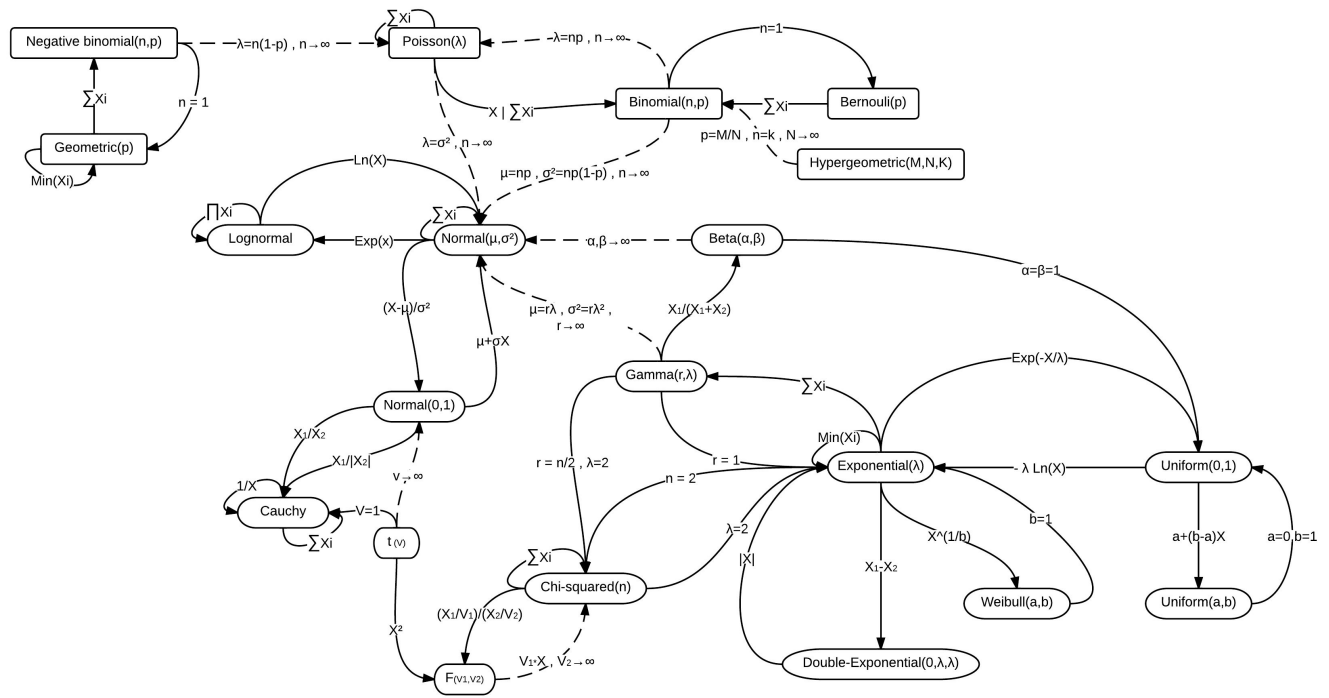 ∑Xi
n=1
Negative binomial(n,p)
λ=n(1-p) , n→∞
Poisson(λ)
λ=np , n→∞
∑Xi
n = 1
X | ∑Xi
Binomial(n,p)
∑Xi
Bernouli(p)
Geometric(p)
λ=σ² , n→∞
p=M/N , n=k , N→∞
Hypergeometric(M,N,K)
Min(Xi)
Ln(X)
µ=np , σ²=np(1-p) , n→∞
∏Xi
∑Xi
Lognormal
Exp(x)
Normal(µ,σ²)
α,β→∞
Beta(α,β)
α=β=1
(X-µ)/σ²
µ=rλ , σ²=rλ² ,
r→∞
X1/(X1+X2)
µ+σX
Exp(-X/λ)
Gamma(r,λ)
∑Xi
Normal(0,1)
X1/X2
X1/|X2|
Min(Xi)
r = n/2 , λ=2
r = 1
Exponential(λ)
- λ Ln(X)
Uniform(0,1)
v→∞
n = 2
1/X
Cauchy
V=1
∑Xi
t (V)
λ=2
b=1
X^(1/b)
a+(b-a)X
a=0,b=1
∑Xi
|X|
X1-X2
Chi-squared(n)
Weibull(a,b)
Uniform(a,b)
(X1/V1)/(X2/V2)
X²
V1*X , V2→∞
Double-Exponential(0,λ,λ)
F(V1,V2)